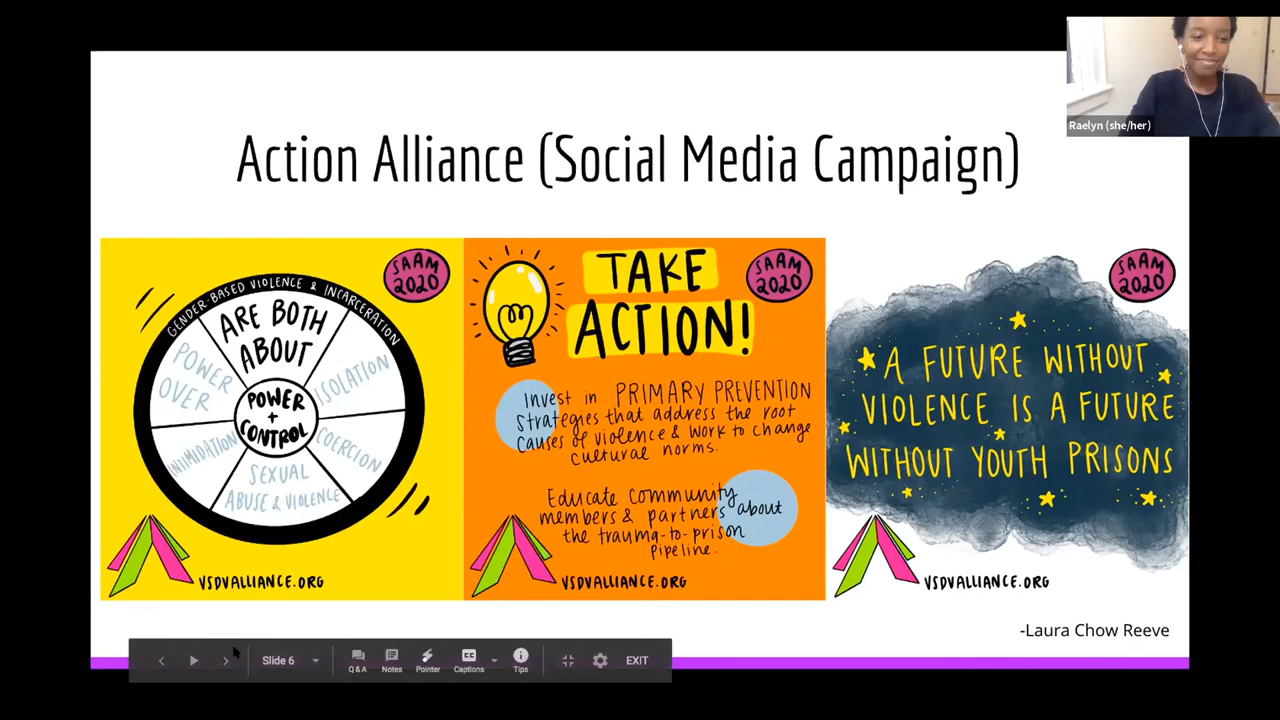 Raelyn (she/her)
Action Alliance (Social Media Campaign)
SAAM
2020
GENDER-BASED VIOLENCE & INCARCERATION
ARE BOTH
ABOUT
POWER
OVER
ISOLATION
POWER
+
CONTROL
INTIMIDATION
COERCION
SEXUAL
ABUSE & VIOLENCE
VSDVALLIANCE.ORG
TAKE
ACTION!
SAAM
2020
Invest in PRIMARY PREVENTION
strategies that address the root
causes of violence & work to change
cultural norms.
Educate community
members & partners about
the trauma-to-prison
pipeline.
VSDVALLIANCE.ORG
SAAM
2020
A FUTURE WITHOUT
VIOLENCE IS A FUTURE
WITHOUT YOUTH PRISONS
VSDVALLIANCE.ORG
-Laura Chow Reeve
Slide 6
Q & A
Notes
Pointer
Captions
Tips
EXIT